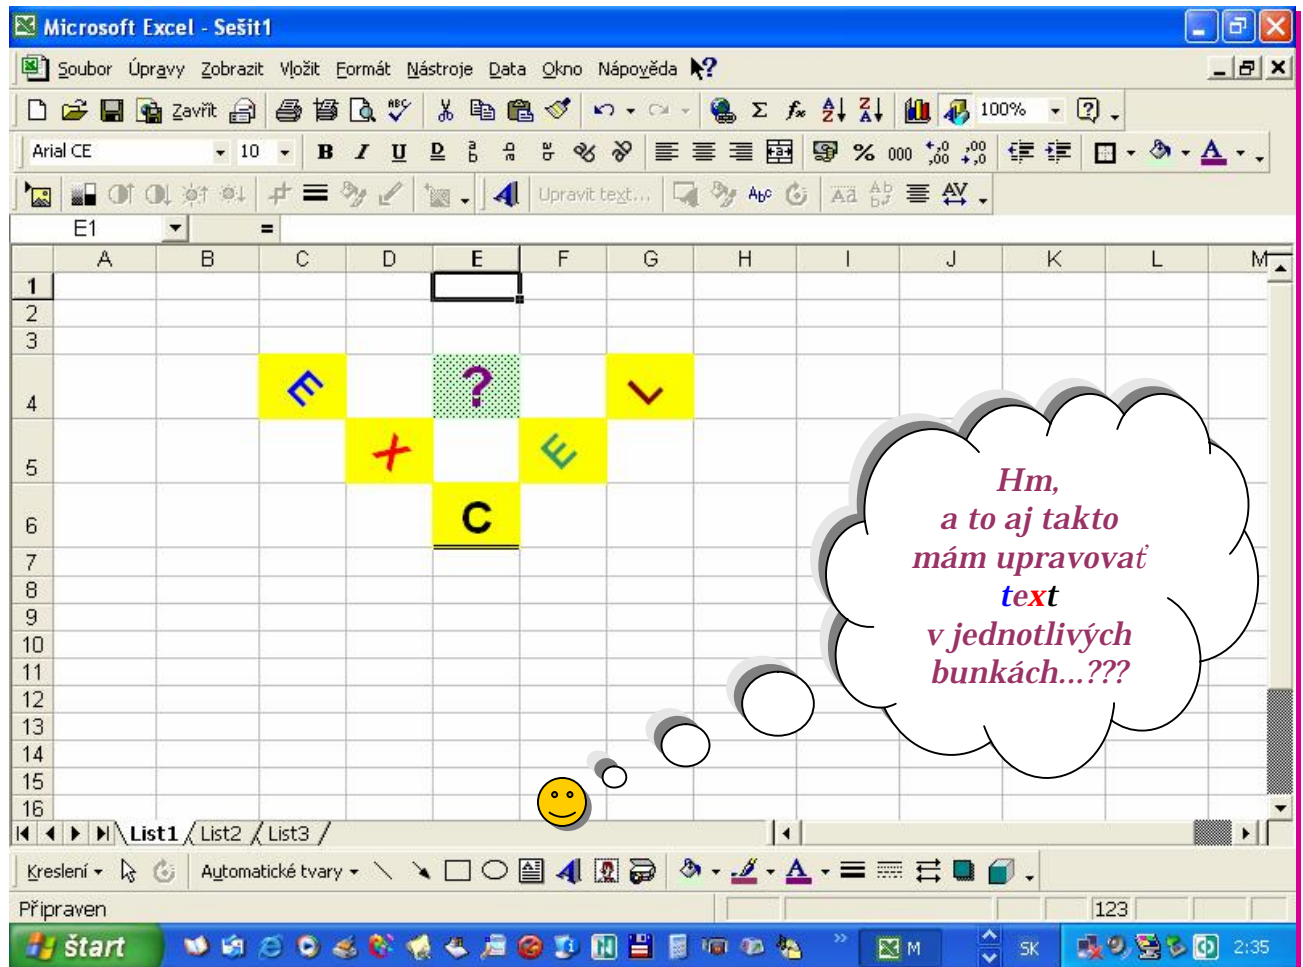 Microsoft Excel - Sešit1
Soubor Úpravy Zobrazit Vložit Formát Nástroje Data Okno Nápověda
Zavřít 100%
Arial CE 10 B I U % 000
Upravit text...
E1 =
A B C D E F G H I J K L M
1
2
3
4 E ? L
5 X E
6 C
7
8
9
10
11
12
13
14
15
16
Hm,
a to aj takto
mám upravovať
text
v jednotlivých
bunkách...???
List1 List2 List3
Kreslení Automatické tvary
Připraven 123
štart M SK 2:35